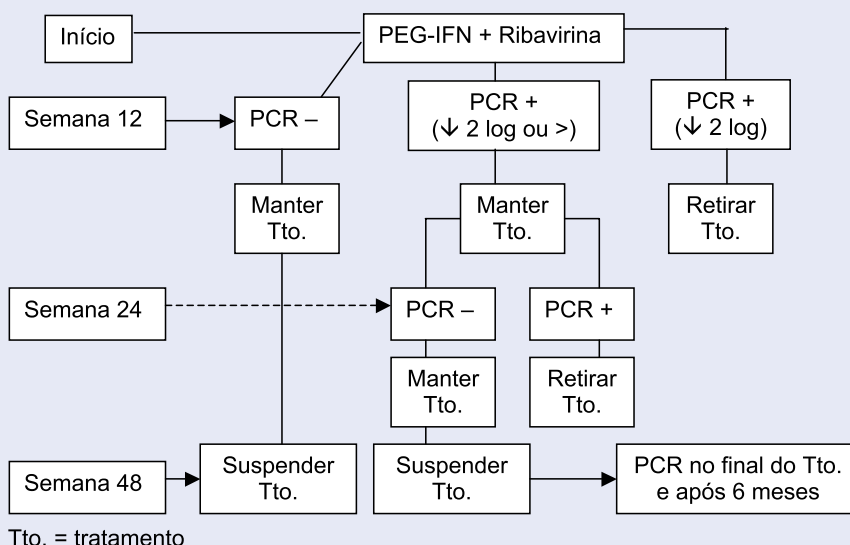 Início
PEG-IFN + Ribavirina
Semana 12
PCR –
PCR +
(↓ 2 log ou >)
PCR +
(↓ 2 log)
Manter
Tto.
Manter
Tto.
Retirar
Tto.
Semana 24
PCR –
PCR +
Manter
Tto.
Retirar
Tto.
Semana 48
Suspender
Tto.
Suspender
Tto.
PCR no final do Tto.
e após 6 meses
Tto. = tratamento